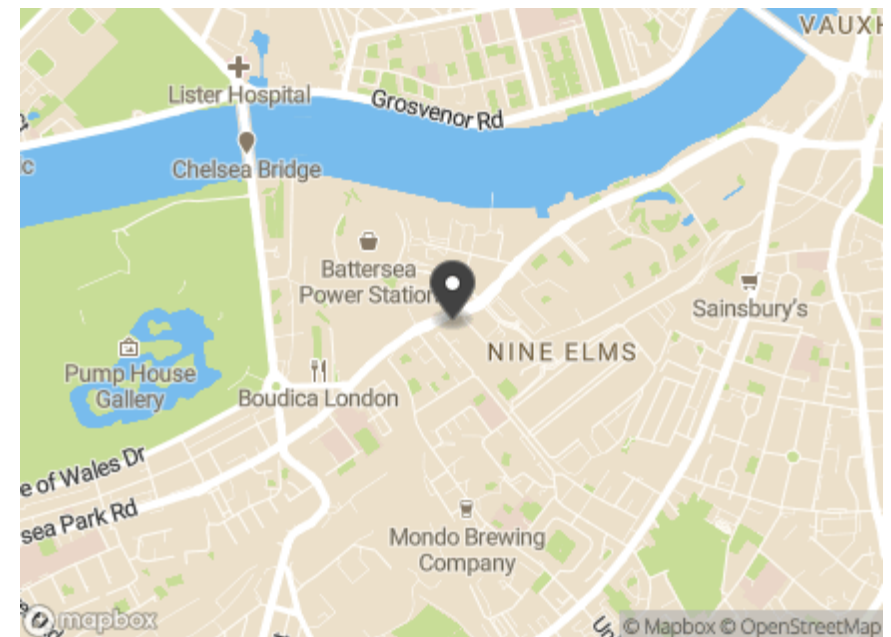 VAUXH
Lister Hospital
Grosvenor Rd
Chelsea Bridge
Battersea
Power Station
Sainsbury's
NINE ELMS
Pump House
Gallery
Boudica London
e of Wales Dr
sea Park Rd
Mondo Brewing
Company
mapbox
© Mapbox © OpenStreetMap